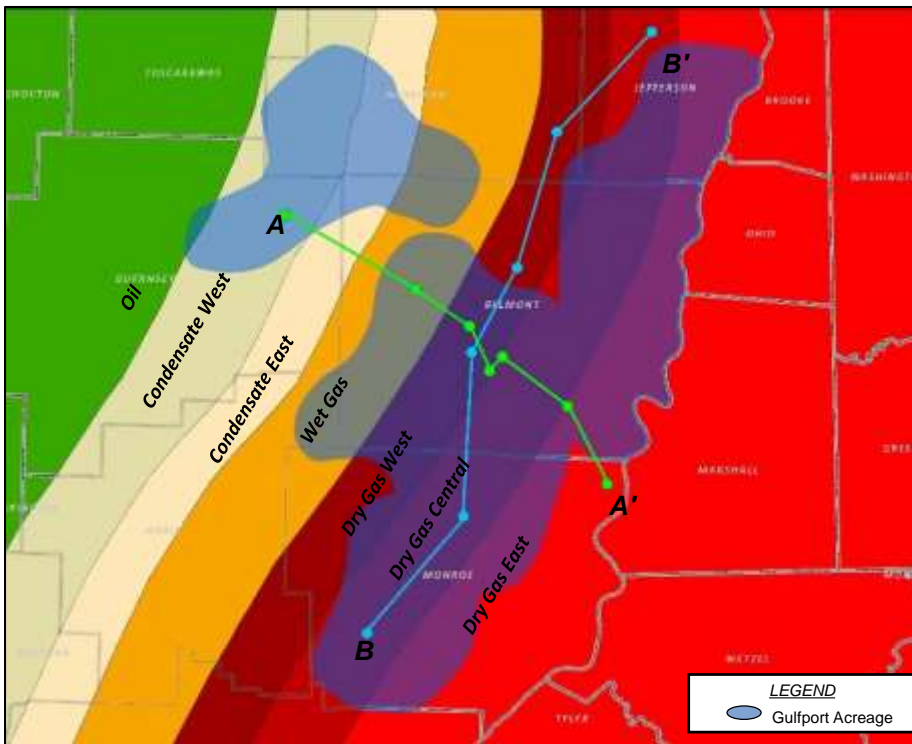 B'
TUSCARAWAS
JEFFERSON
BROOKE
A
OHIO
GUERNSEY
BELMONT
Oil
Condensate West
Condensate East
Wet Gas
Dry Gas West
Dry Gas Central
Dry Gas East
MARSHALL
A'
MONROE
B
WETZEL
TYLER
LEGEND
Gulfport Acreage